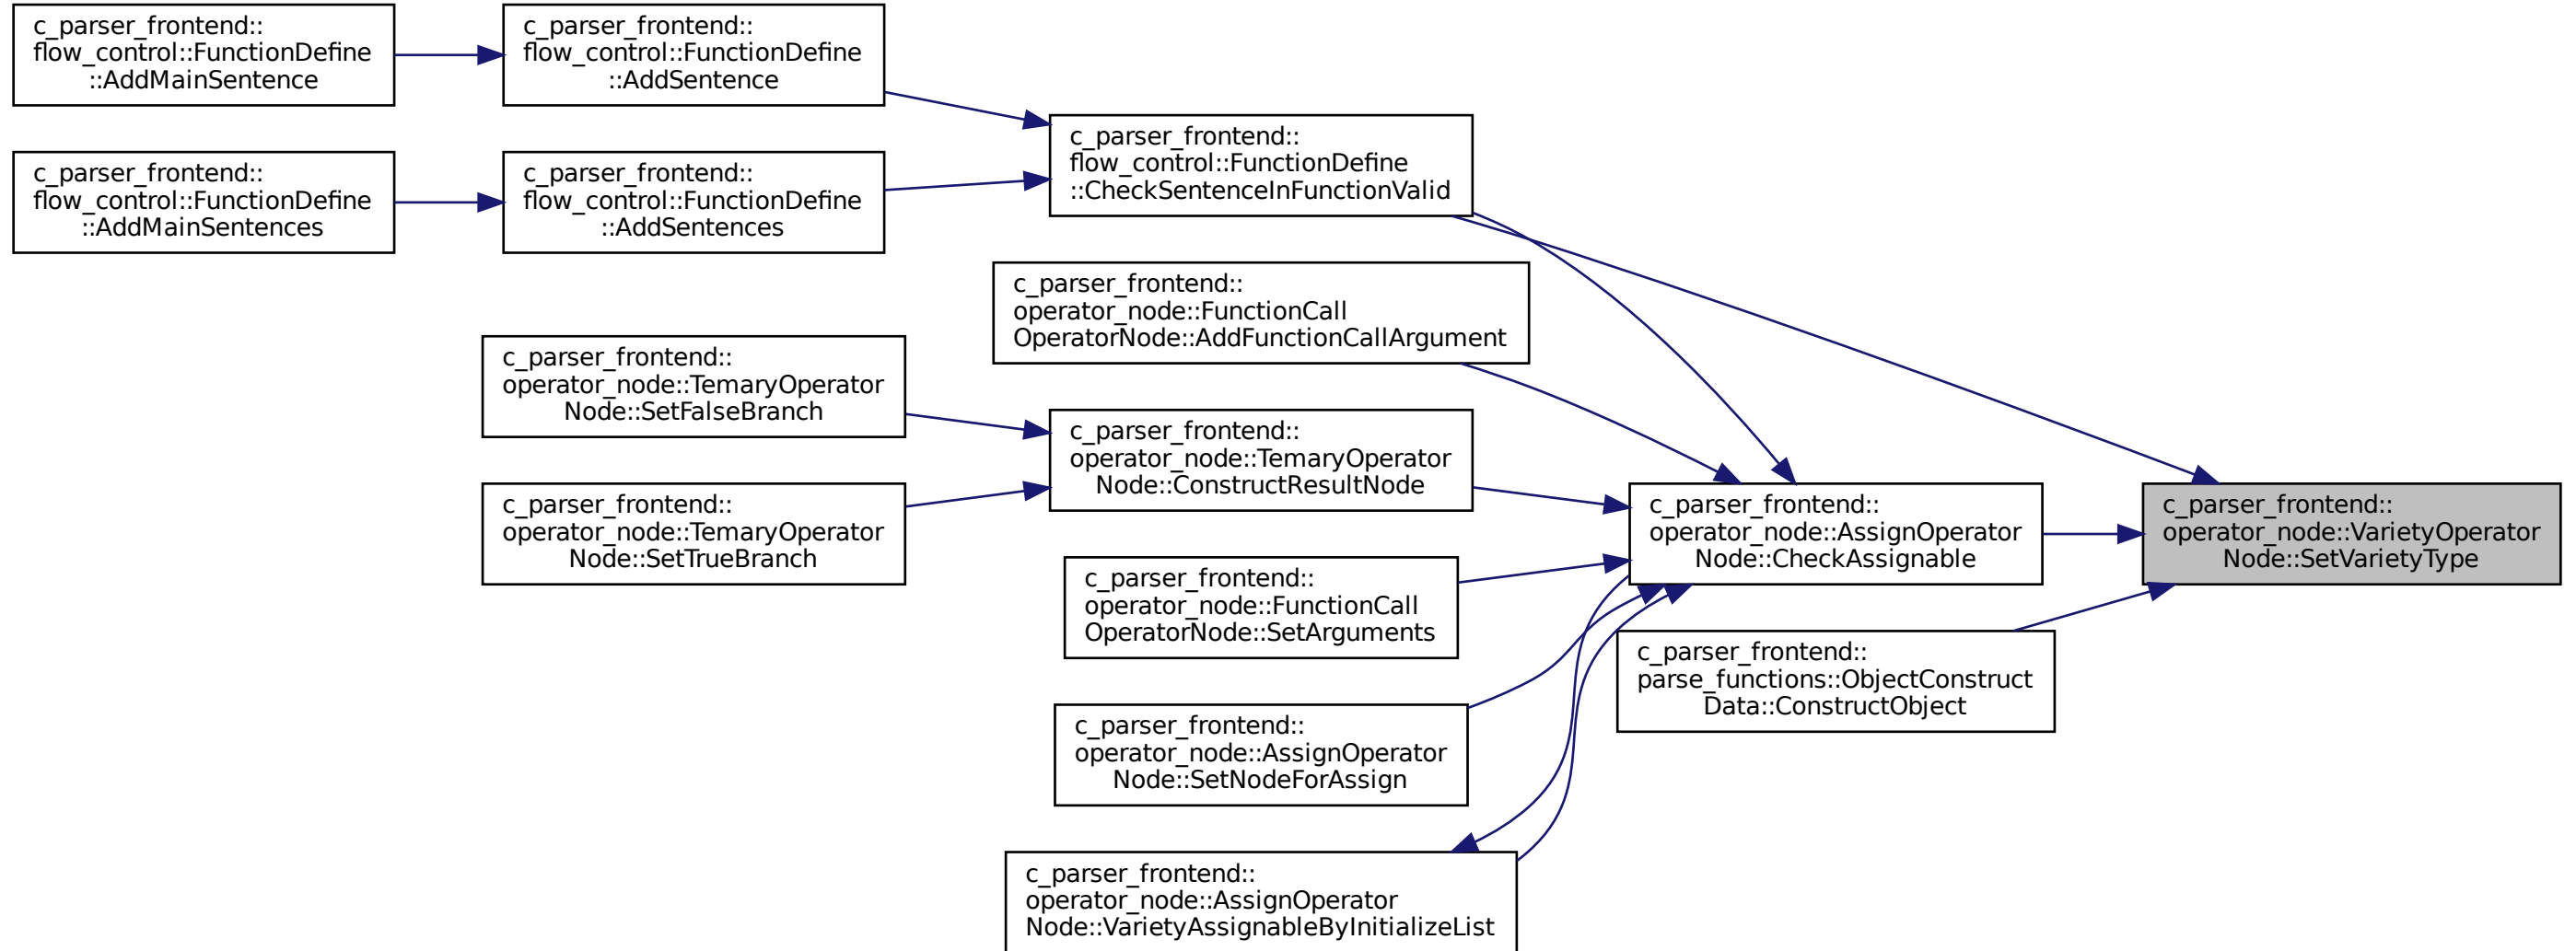 c_parser_frontend::
flow_control::FunctionDefine
::AddMainSentence
c_parser_frontend::
flow_control::FunctionDefine
::AddSentence
c_parser_frontend::
flow_control::FunctionDefine
::CheckSentenceInFunctionValid
c_parser_frontend::
flow_control::FunctionDefine
::AddMainSentences
c_parser_frontend::
flow_control::FunctionDefine
::AddSentences
c_parser_frontend::
operator_node::FunctionCall
OperatorNode::AddFunctionCallArgument
c_parser_frontend::
operator_node::TemaryOperator
Node::SetFalseBranch
c_parser_frontend::
operator_node::TemaryOperator
Node::ConstructResultNode
c_parser_frontend::
operator_node::TemaryOperator
Node::SetTrueBranch
c_parser_frontend::
operator_node::AssignOperator
Node::CheckAssignable
c_parser_frontend::
operator_node::VarietyOperator
Node::SetVarietyType
c_parser_frontend::
operator_node::FunctionCall
OperatorNode::SetArguments
c_parser_frontend::
parse_functions::ObjectConstruct
Data::ConstructObject
c_parser_frontend::
operator_node::AssignOperator
Node::SetNodeForAssign
c_parser_frontend::
operator_node::AssignOperator
Node::VarietyAssignableByInitializeList